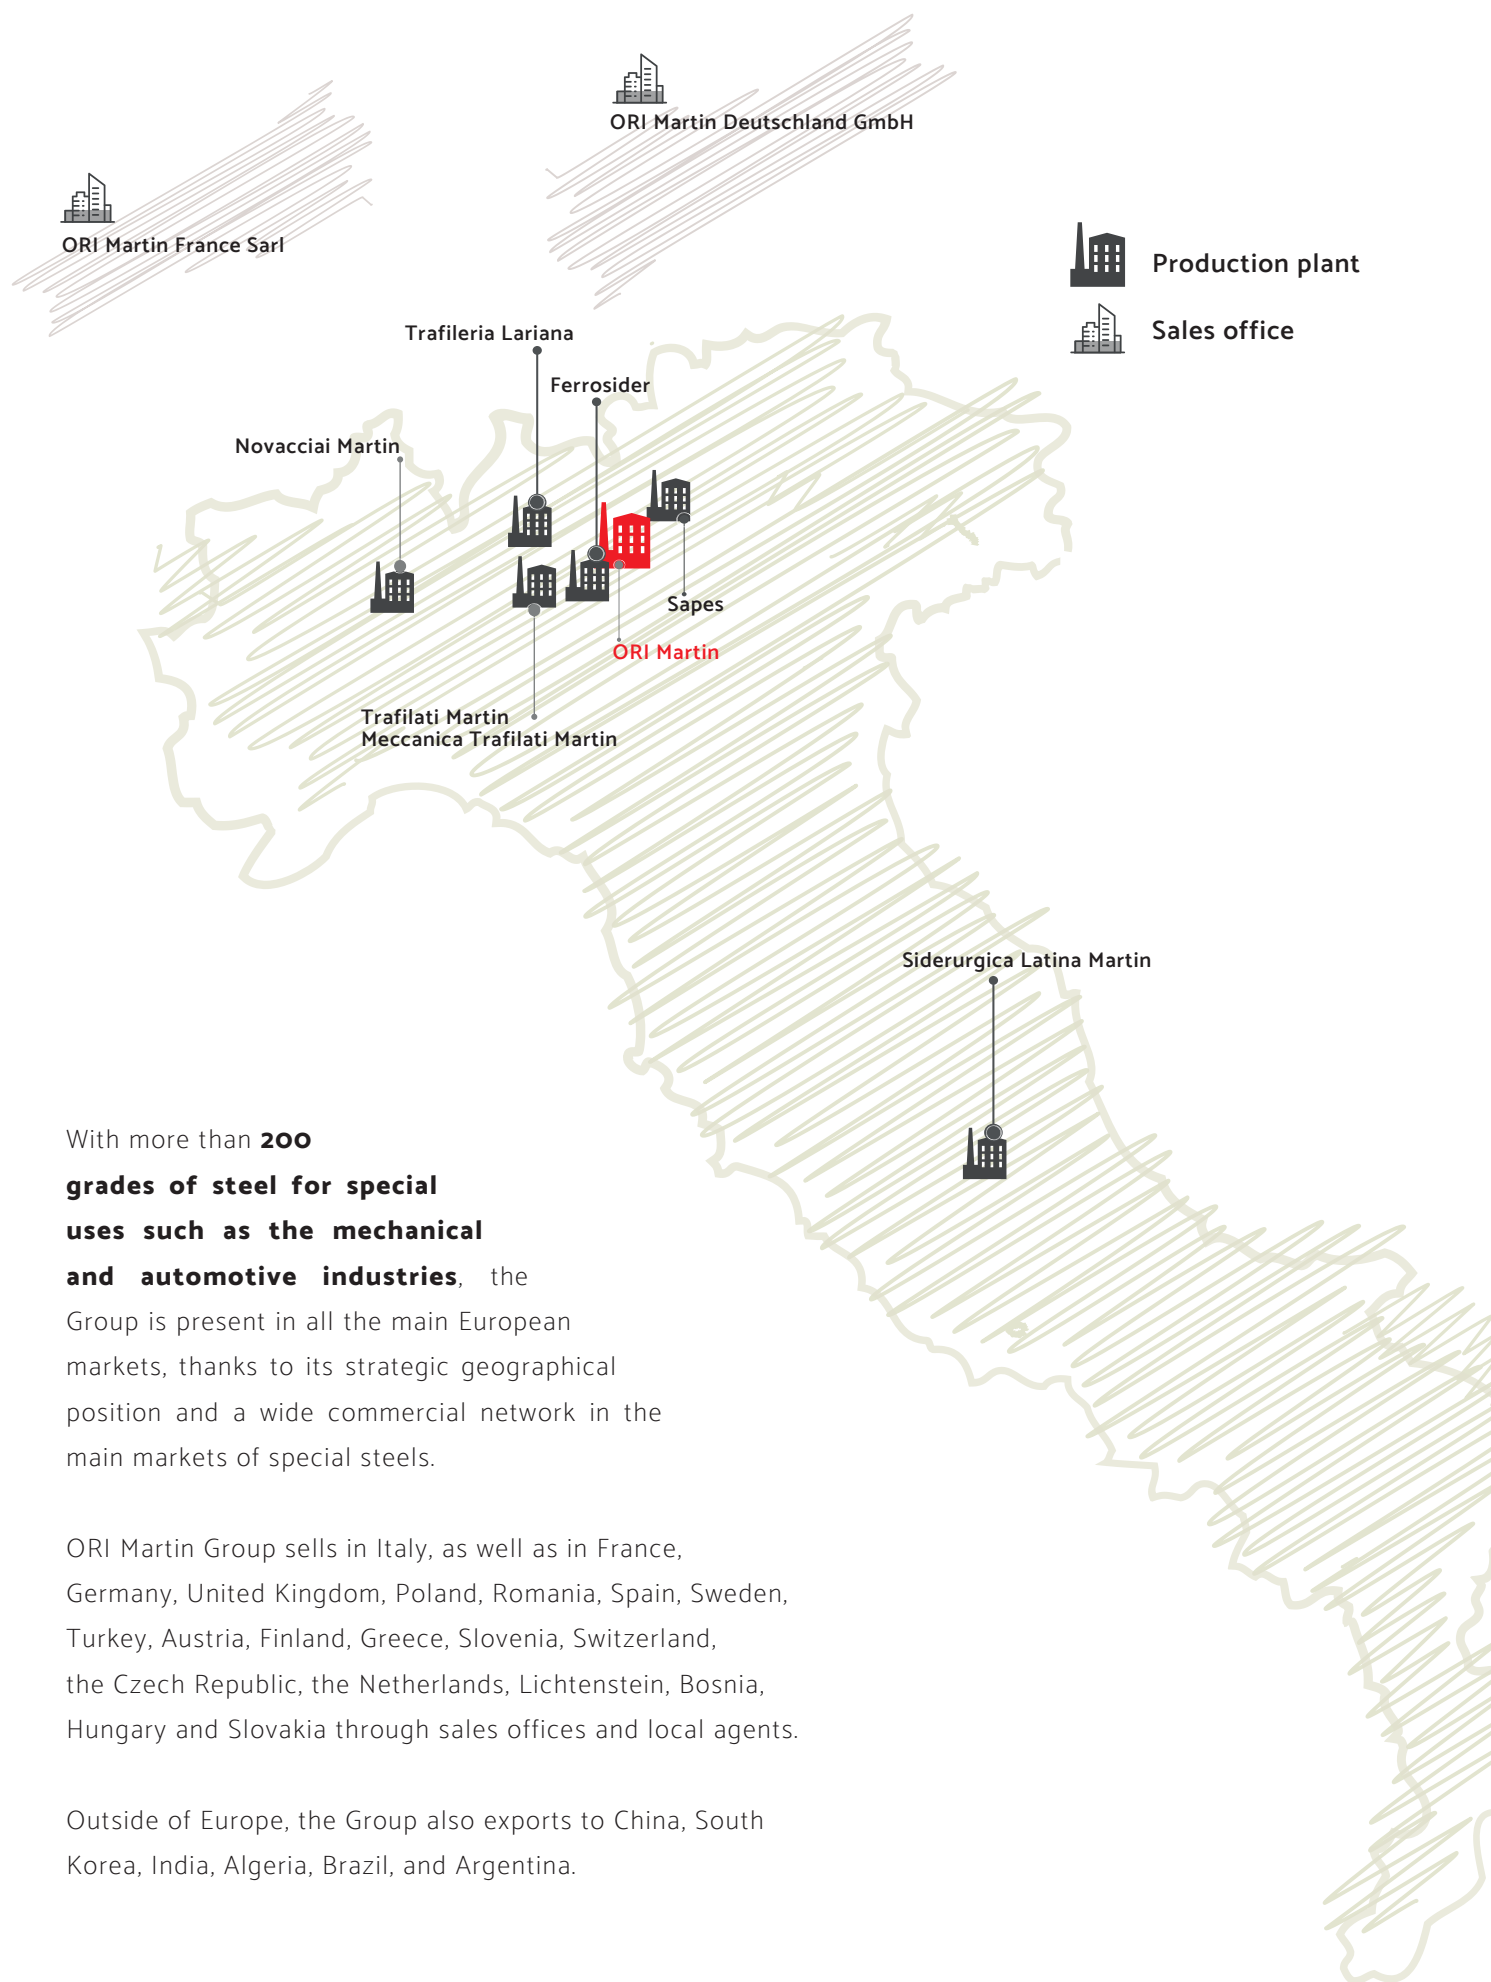 ORI Martin Deutschland GmbH
ORI Martin France Sarl
Production plant
Sales office
Trafileria Lariana
Ferrosider
Novacciai Martin
Sapes
ORI Martin
Trafilati Martin
Meccanica Trafilati Martin
Siderurgica Latina Martin
With more than 200
grades of steel for special
uses such as the mechanical
and automotive industries, the
Group is present in all the main European
markets, thanks to its strategic geographical
position and a wide commercial network in the
main markets of special steels.
ORI Martin Group sells in Italy, as well as in France,
Germany, United Kingdom, Poland, Romania, Spain, Sweden,
Turkey, Austria, Finland, Greece, Slovenia, Switzerland,
the Czech Republic, the Netherlands, Lichtenstein, Bosnia,
Hungary and Slovakia through sales offices and local agents.
Outside of Europe, the Group also exports to China, South
Korea, India, Algeria, Brazil, and Argentina.